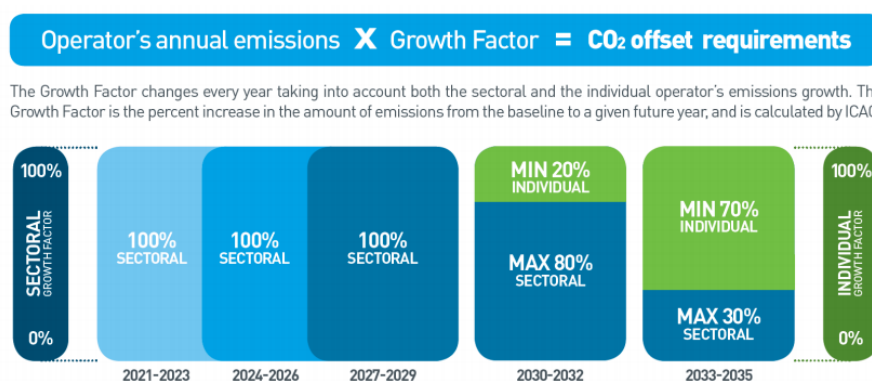 Operator's annual emissions X Growth Factor = CO2 offset requirements
The Growth Factor changes every year taking into account both the sectoral and the individual operator's emissions growth. Th
Growth Factor is the percent increase in the amount of emissions from the baseline to a given future year, and is calculated by ICAO
100%
SECTORAL
GROWTH FACTOR
0%
100%
SECTORAL
100%
SECTORAL
100%
SECTORAL
MIN 20%
INDIVIDUAL
MAX 80%
SECTORAL
MIN 70%
INDIVIDUAL
MAX 30%
SECTORAL
100%
INDIVIDUAL
GROWTH FACTOR
0%
2021-2023
2024-2026
2027-2029
2030-2032
2033-2035